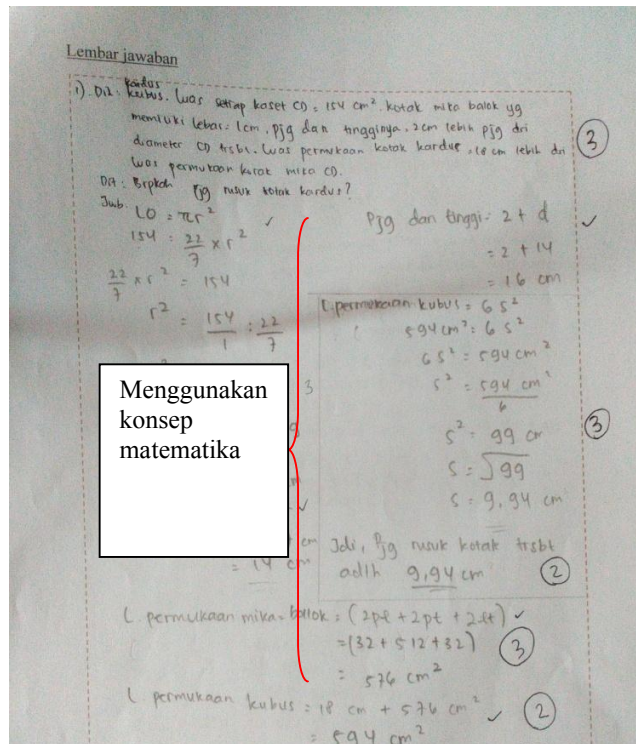 Lembar jawaban
1). Dik: kardus kubus. Luas setiap kaset CD = 154 cm². kotak mika balok yg
memiliki lebar: 1cm, pjg dan tingginya. 2cm lebih pjg dri
diameter CD trsbt. Luas permukaan kotak kardus. 18 cm lebih dri
luas permukaan kotak mika CD.
3
Dit: Brpkah pjg rusuk kotak kardus?
Jwb.
LO = πr² ✓
154 = 22/7 x r²
22/7 x r² = 154
r² = 154/1 : 22/7
Menggunakan
konsep
matematika
3
cm
= 14 cm
Pjg dan tinggi = 2 + d ✓
= 2 + 14
= 16 cm
L. permukaan kubus = 6 s²
594 cm² = 6 s²
6 s² = 594 cm²
s² = 594 cm² / 6
s² = 99 cm
s = √99
s = 9,94 cm
3
Jdi, Pjg rusuk kotak trsbt
adlh 9,94 cm
2
L. permukaan mika balok = (2pl + 2pt + 2lt) ✓
= (32 + 512 + 32)
3
= 576 cm²
L permukaan kubus = 18 cm + 576 cm² ✓
2
= 594 cm²